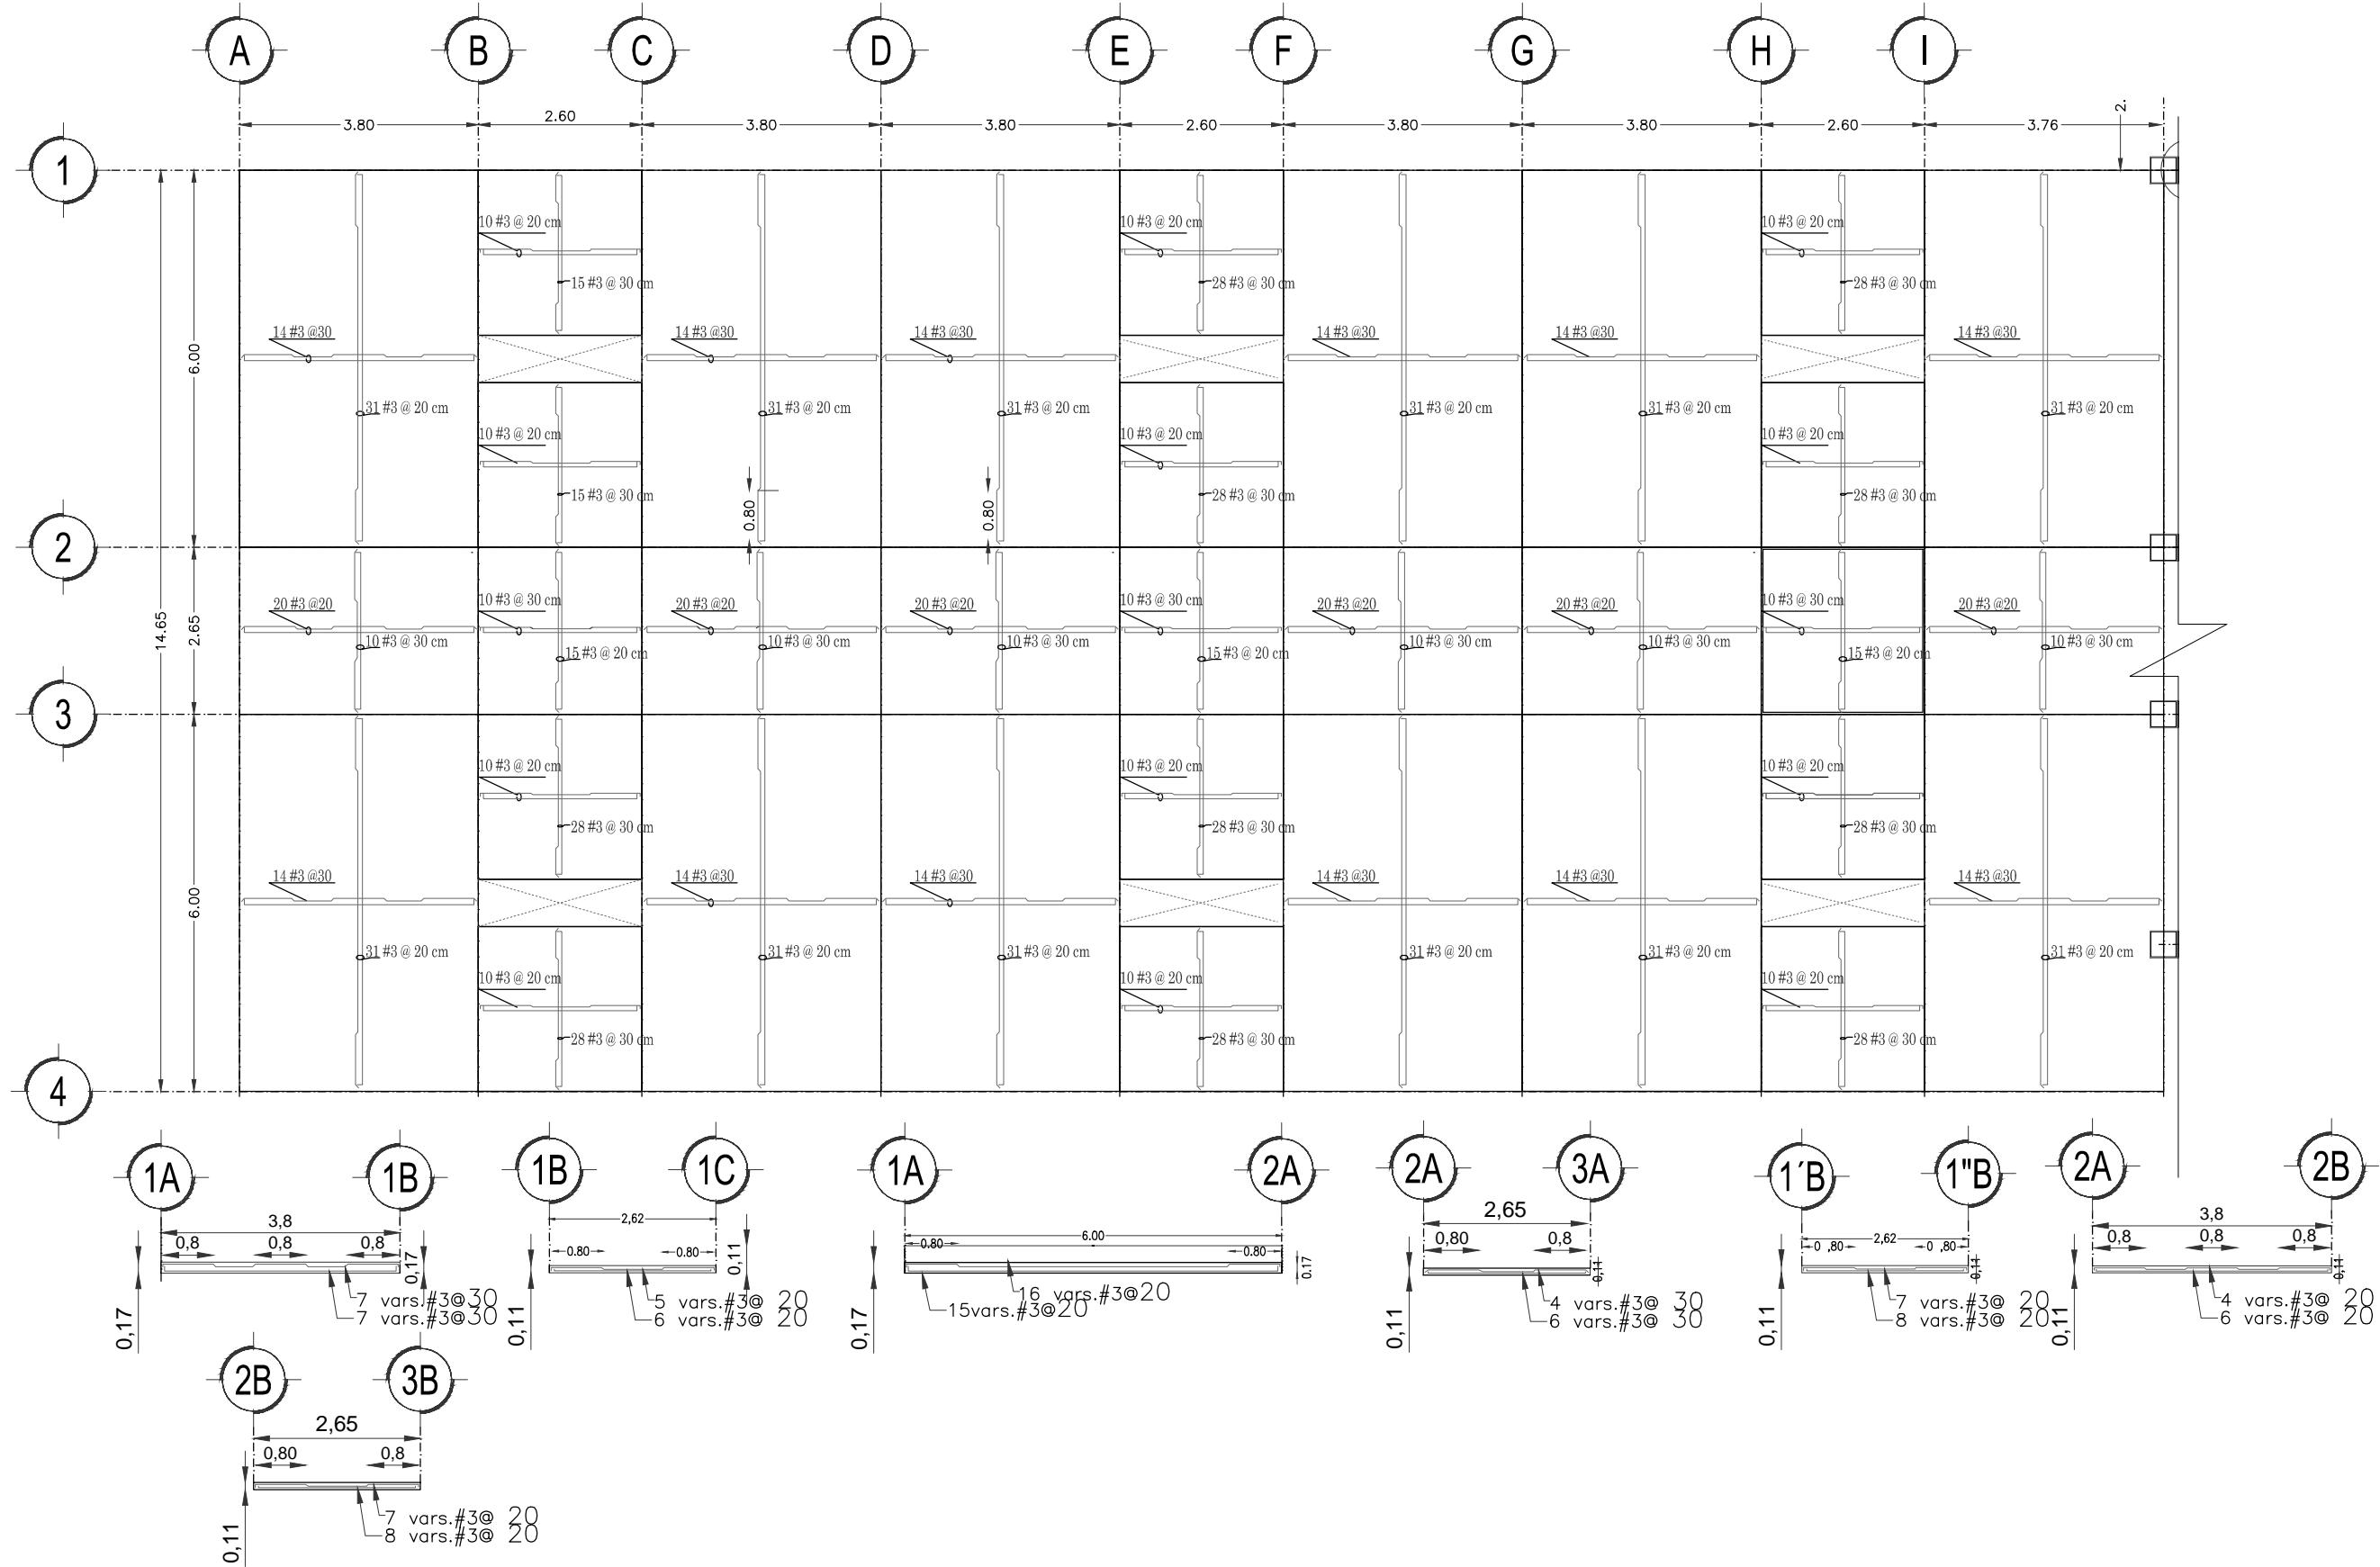 A B C D E F G H I
2.
3.80 2.60 3.80 3.80 2.60 3.80 3.80 2.60 3.76
1
10 #3 @ 20 cm 10 #3 @ 20 cm 10 #3 @ 20 cm
15 #3 @ 30 cm 28 #3 @ 30 cm 28 #3 @ 30 cm
14 #3 @30 14 #3 @30 14 #3 @30 14 #3 @30 14 #3 @30 14 #3 @30
6.00
31 #3 @ 20 cm 31 #3 @ 20 cm 31 #3 @ 20 cm 31 #3 @ 20 cm 31 #3 @ 20 cm 31 #3 @ 20 cm
10 #3 @ 20 cm 10 #3 @ 20 cm 10 #3 @ 20 cm
15 #3 @ 30 cm 28 #3 @ 30 cm 28 #3 @ 30 cm
0.80 0.80
2
20 #3 @20 10 #3 @ 30 cm 20 #3 @20 20 #3 @20 10 #3 @ 30 cm 20 #3 @20 20 #3 @20 10 #3 @ 30 cm 20 #3 @20
14.65 2.65
10 #3 @ 30 cm 15 #3 @ 20 cm 10 #3 @ 30 cm 10 #3 @ 30 cm 15 #3 @ 20 cm 10 #3 @ 30 cm 10 #3 @ 30 cm 15 #3 @ 20 cm 10 #3 @ 30 cm
3
10 #3 @ 20 cm 10 #3 @ 20 cm 10 #3 @ 20 cm
28 #3 @ 30 cm 28 #3 @ 30 cm 28 #3 @ 30 cm
14 #3 @30 14 #3 @30 14 #3 @30 14 #3 @30 14 #3 @30 14 #3 @30
6.00
31 #3 @ 20 cm 31 #3 @ 20 cm 31 #3 @ 20 cm 31 #3 @ 20 cm 31 #3 @ 20 cm 31 #3 @ 20 cm
10 #3 @ 20 cm 10 #3 @ 20 cm 10 #3 @ 20 cm
28 #3 @ 30 cm 28 #3 @ 30 cm 28 #3 @ 30 cm
4
1A 1B
3,8
0,8 0,8 0,8
0,17
0,17
7 vars.#3@30
7 vars.#3@30
1B 1C
2,62
0.80 0.80
0,11
0,11
5 vars.#3@ 20
6 vars.#3@ 20
1A 2A
6.00
0.80 0.80
0.17
0,17
16 vars.#3@20
15vars.#3@20
2A 3A
2,65
0,80 0,8
0,11
0,11
4 vars.#3@ 30
6 vars.#3@ 30
1´B 1"B
2,62
0 ,80 0 ,80
0,11
0,11
7 vars.#3@ 20
8 vars.#3@ 20
2A 2B
3,8
0,8 0,8 0,8
0,11
0,11
4 vars.#3@ 20
6 vars.#3@ 20
2B 3B
2,65
0,80 0,8
0,11
7 vars.#3@ 20
8 vars.#3@ 20